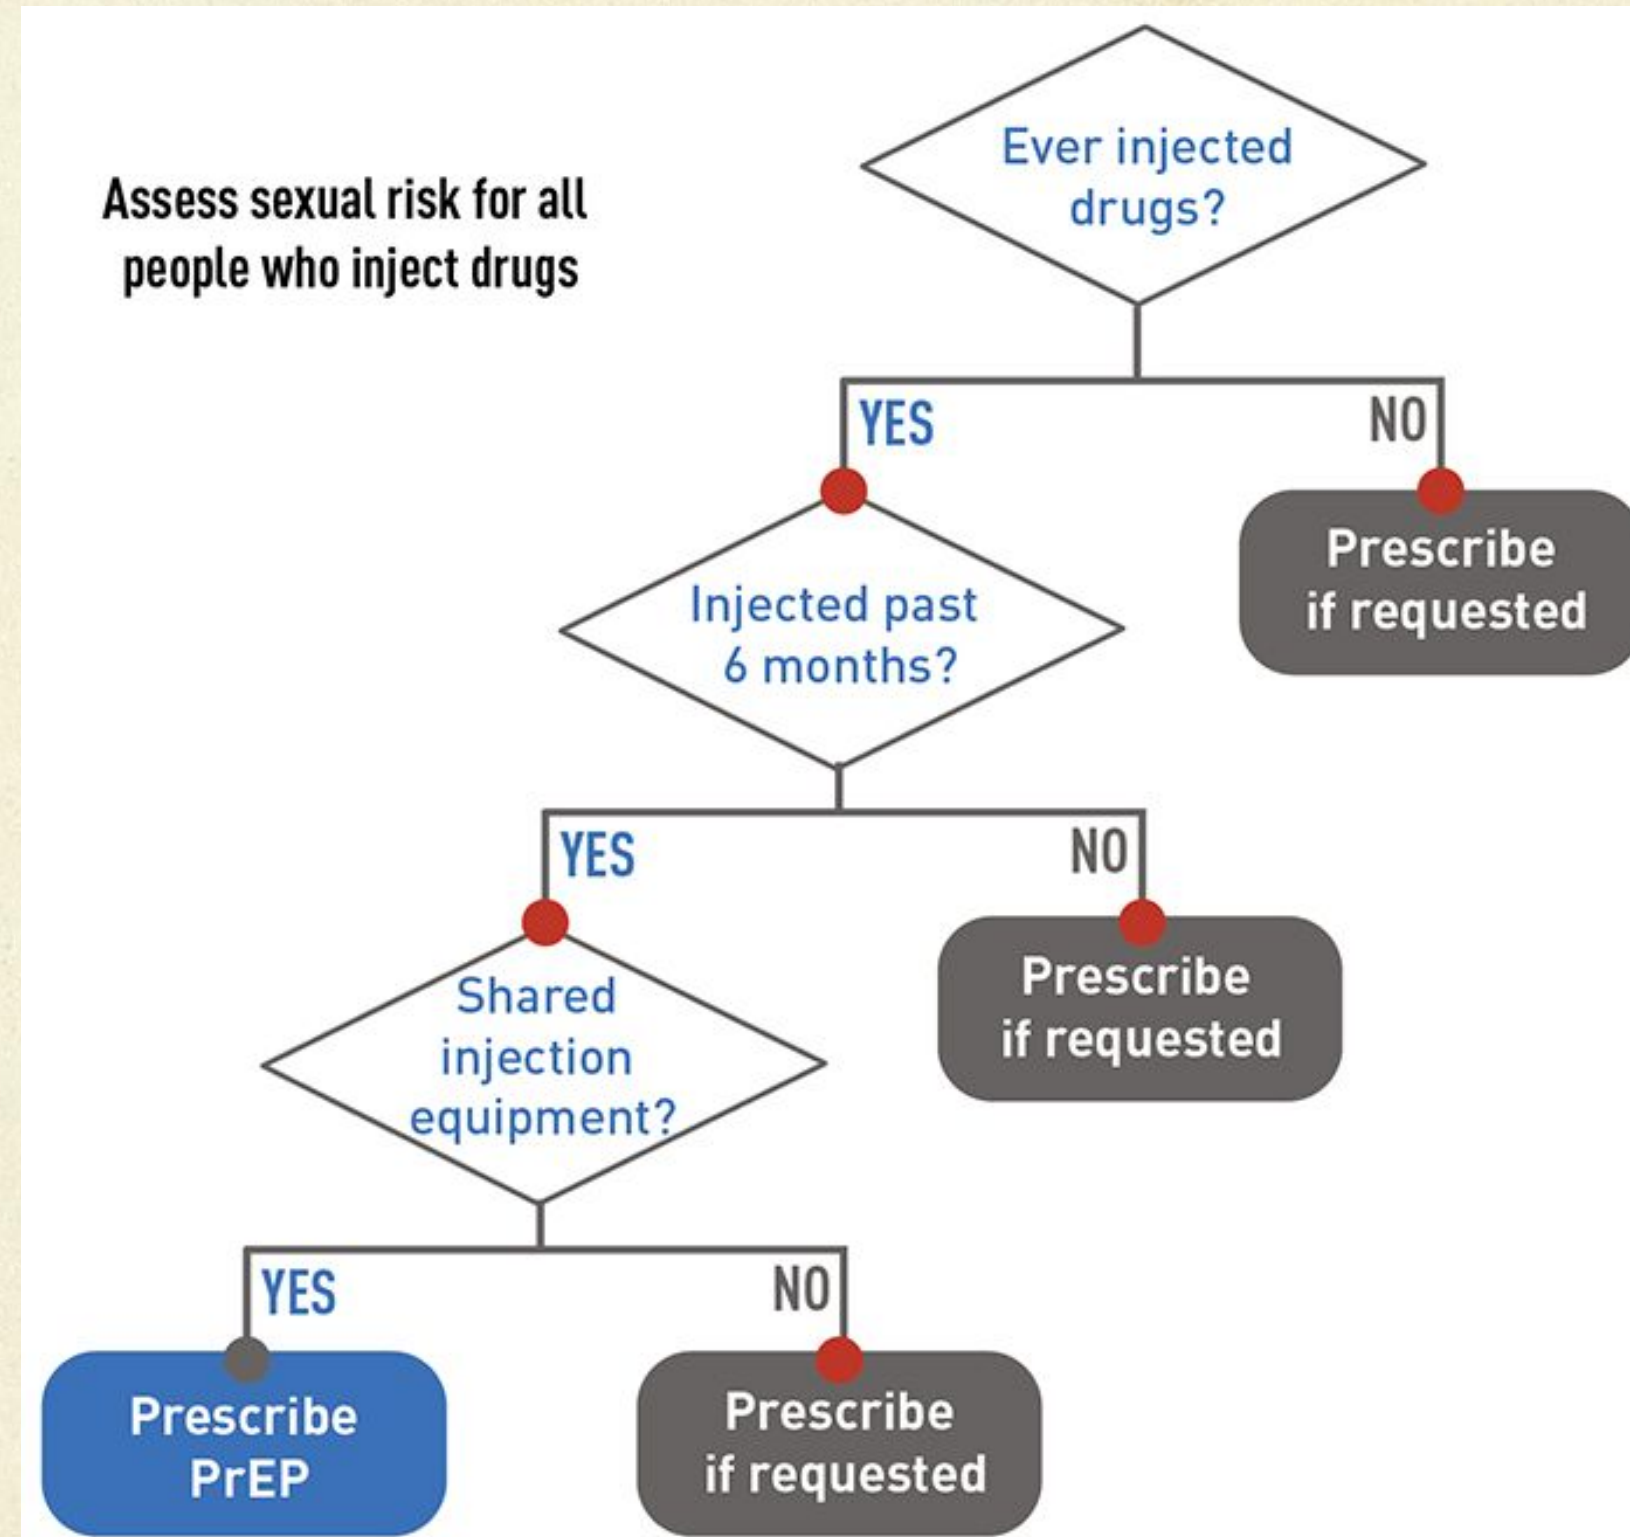 Assess sexual risk for all
people who inject drugs
Ever injected
drugs?
YES
NO
Prescribe
if requested
Injected past
6 months?
YES
NO
Prescribe
if requested
Shared
injection
equipment?
YES
NO
Prescribe
PrEP
Prescribe
if requested